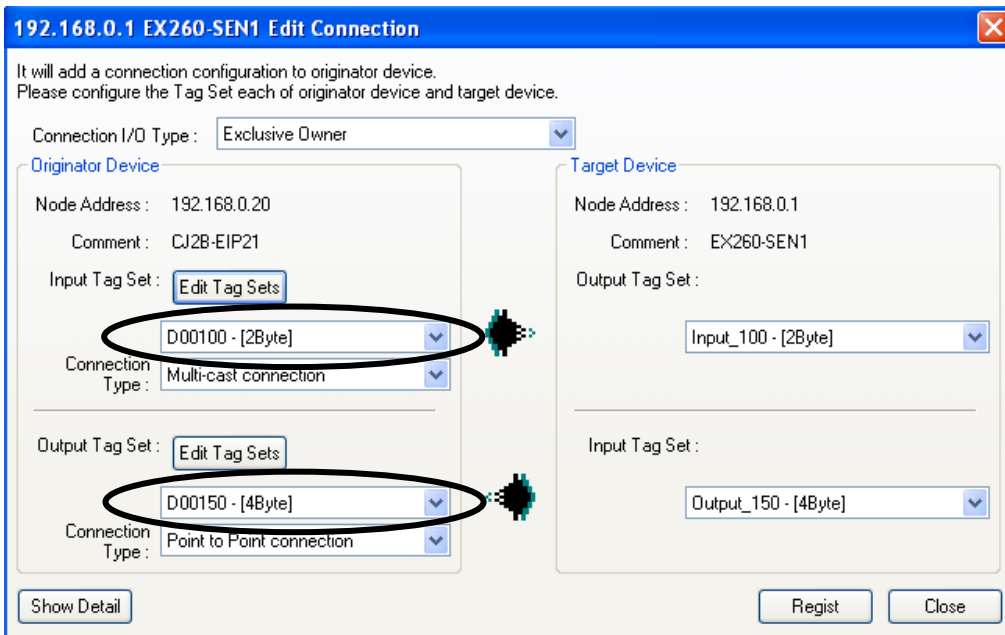 192.168.0.1 EX260-SEN1 Edit Connection
It will add a connection configuration to originator device.
Please configure the Tag Set each of originator device and target device.
Connection I/O Type : Exclusive Owner
Originator Device
Node Address : 192.168.0.20
Comment : CJ2B-EIP21
Input Tag Set : Edit Tag Sets
D00100 - [2Byte]
Connection
Type : Multi-cast connection
Output Tag Set : Edit Tag Sets
D00150 - [4Byte]
Connection
Type : Point to Point connection
Target Device
Node Address : 192.168.0.1
Comment : EX260-SEN1
Output Tag Set :
Input_100 - [2Byte]
Input Tag Set :
Output_150 - [4Byte]
Show Detail
Regist
Close